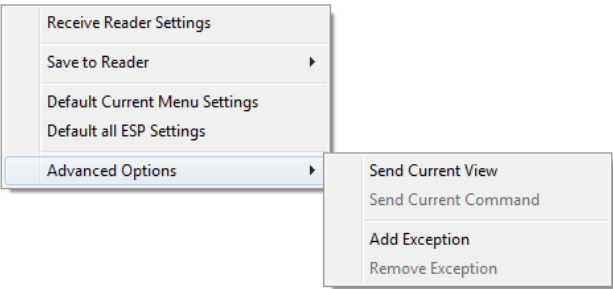 Receive Reader Settings
Save to Reader
Default Current Menu Settings
Default all ESP Settings
Advanced Options
Send Current View
Send Current Command
Add Exception
Remove Exception